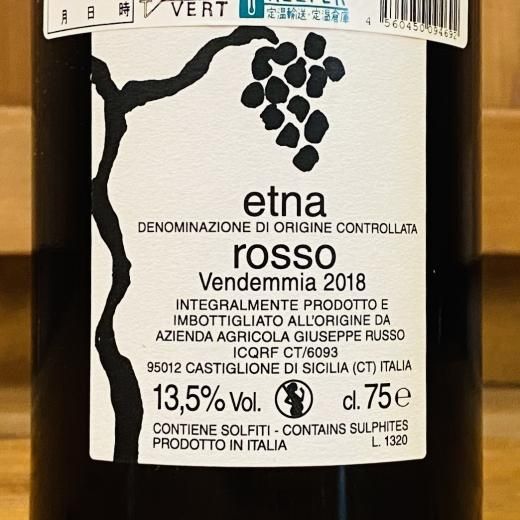 月 日 時 VERT 定温輸送・定温倉庫 4 560450 094692
etna
DENOMINAZIONE DI ORIGINE CONTROLLATA
rosso
Vendemmia 2018
INTEGRALMENTE PRODOTTO E
IMBOTTIGLIATO ALL'ORIGINE DA
AZIENDA AGRICOLA GIUSEPPE RUSSO
ICQRF CT/6093
95012 CASTIGLIONE DI SICILIA (CT) ITALIA
13,5% Vol. cl. 75 e
CONTIENE SOLFITI - CONTAINS SULPHITES
PRODOTTO IN ITALIA L. 1320